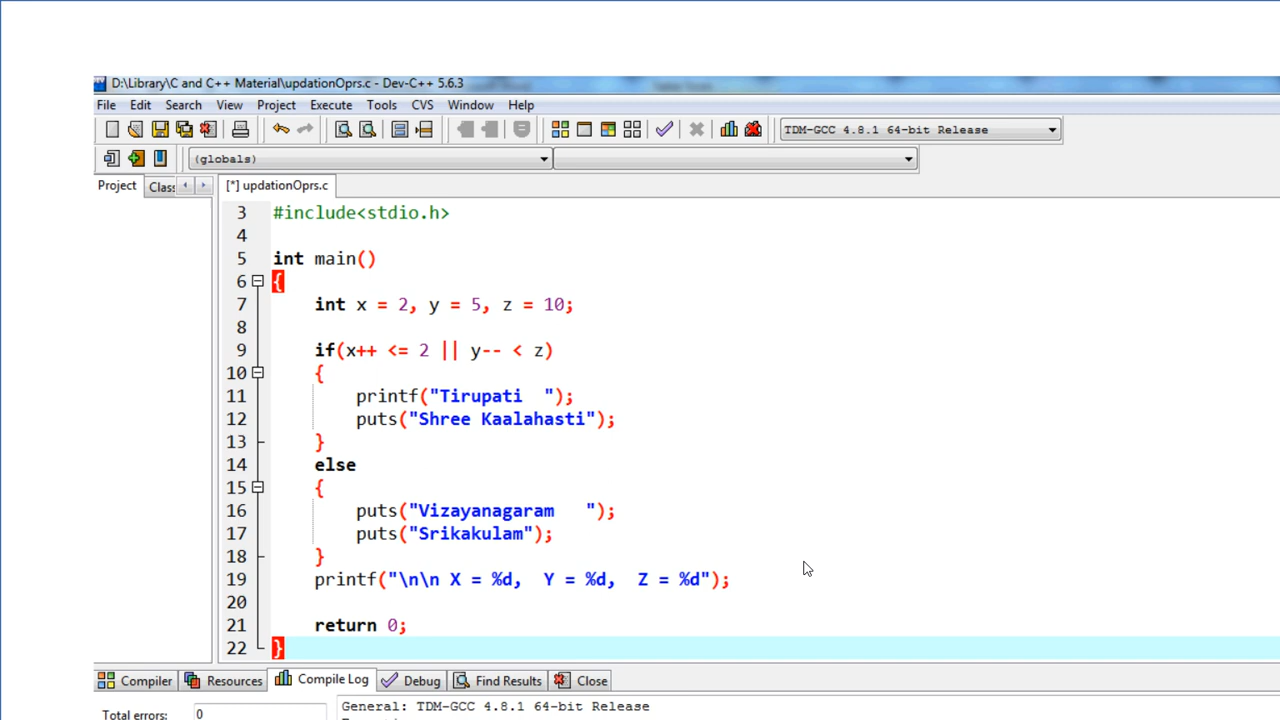 D:\Library\C and C++ Material\updationOprs.c - Dev-C++ 5.6.3
File Edit Search View Project Execute Tools CVS Window Help
TDM-GCC 4.8.1 64-bit Release
(globals)
Project Class [*] updationOprs.c
3 #include<stdio.h>
4
5 int main()
6 {
7 int x = 2, y = 5, z = 10;
8
9 if(x++ <= 2 || y-- < z)
10 {
11 printf("Tirupati  ");
12 puts("Shree Kaalahasti");
13 }
14 else
15 {
16 puts("Vizayanagaram   ");
17 puts("Srikakulam");
18 }
19 printf("\n\n X = %d,  Y = %d,  Z = %d");
20
21 return 0;
22 }
Compiler Resources Compile Log Debug Find Results Close
Total errors: 0 General: TDM-GCC 4.8.1 64-bit Release